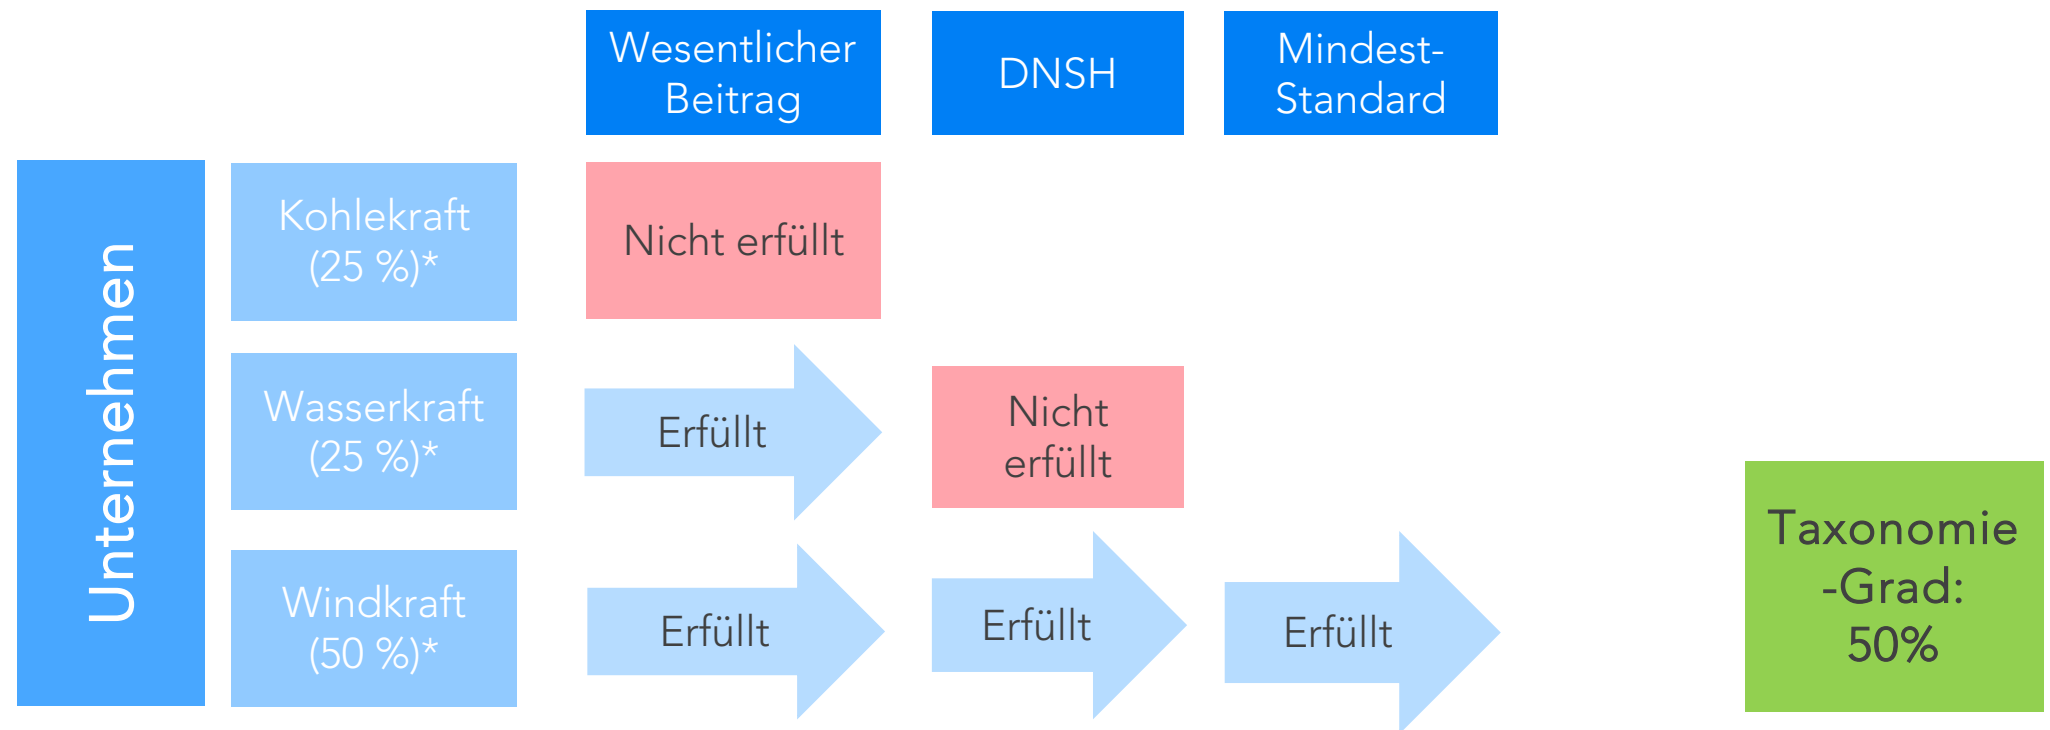 Wesentlicher
Beitrag
DNSH
Mindest-
Standard
Unternehmen
Kohlekraft
(25 %)*
Nicht erfüllt
Wasserkraft
(25 %)*
Erfüllt
Nicht
erfüllt
Windkraft
(50 %)*
Erfüllt
Erfüllt
Erfüllt
Taxonomie
-Grad:
50%